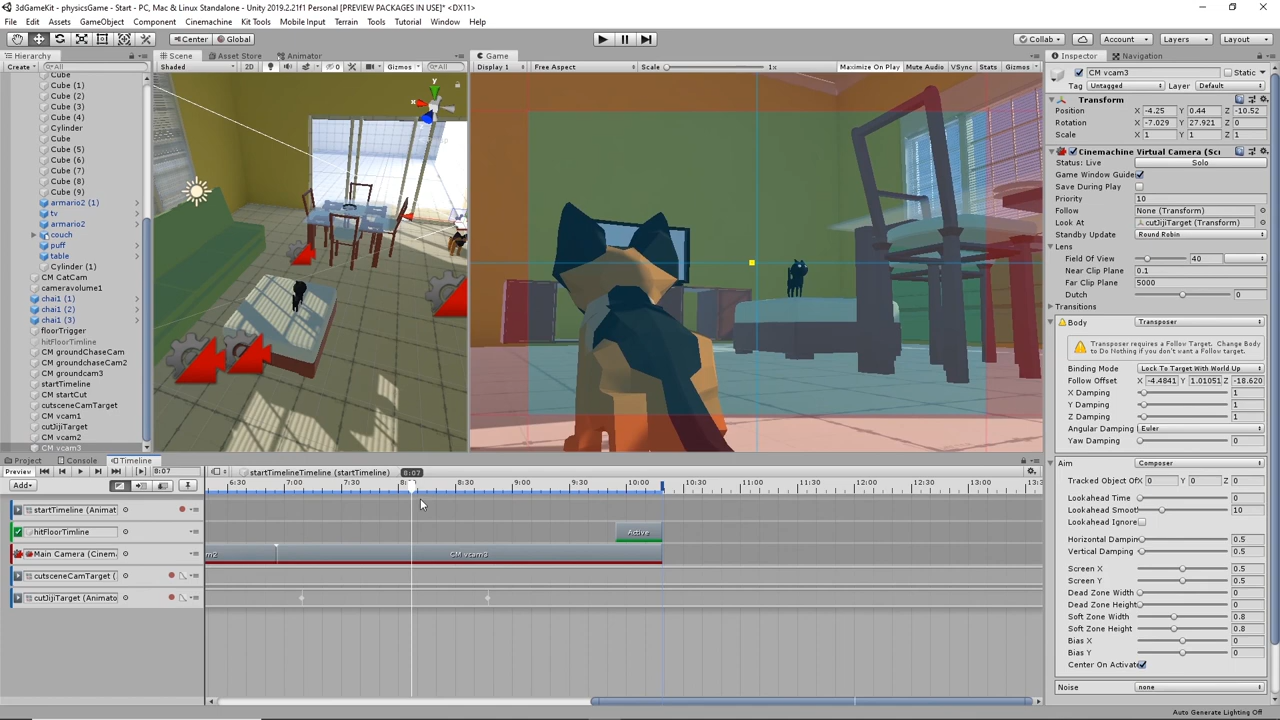 3dGameKit - physicsGame - Start - PC, Mac & Linux Standalone - Unity 2019.2.21f1 Personal [PREVIEW PACKAGES IN USE]* <DX11>
File Edit Assets GameObject Component Cinemachine Kit Tools Mobile Input Terrain Tools Tutorial Window Help
Center Global Collab Account Layers Layout
Hierarchy Scene Asset Store Animator Game Inspector Navigation
Create All Shaded 2D 0 Gizmos All Display 1 Free Aspect Scale 1x Maximize On Play Mute Audio VSync Stats Gizmos
Cube
Cube (1)
Cube (2)
Cube (3)
Cube (4)
Cylinder
Cube
Cube (5)
Cube (6)
Cube (7)
Cube (8)
Cube (9)
armario2 (1)
tv
armario2
couch
puff
table
Cylinder (1)
CM CatCam
cameravolume1
chai1 (1)
chai1 (2)
chai1 (3)
floorTrigger
hitFloorTimline
CM groundChaseCam
CM groundchaseCam2
CM groundcam3
startTimeline
CM startCut
cutsceneCamTarget
CM vcam1
cutJijiTarget
CM vcam2
CM vcam3
y
x
CM vcam3 Static
Tag Untagged Layer Default
Transform
Position X -4.25 Y 0.44 Z -10.52
Rotation X -7.029 Y 27.921 Z 0
Scale X 1 Y 1 Z 1
Cinemachine Virtual Camera (Scr
Status: Live Solo
Game Window Guide
Save During Play
Priority 10
Follow None (Transform)
Look At cutJijiTarget (Transform)
Standby Update Round Robin
Lens
Field Of View 40
Near Clip Plane 0.1
Far Clip Plane 5000
Dutch 0
Transitions
Body Transposer
Transposer requires a Follow Target. Change Body
to Do Nothing if you don't want a Follow target.
Binding Mode Lock To Target With World Up
Follow Offset X -4.4841 Y 1.01051 Z -18.620
X Damping 1
Y Damping 1
Z Damping 1
Angular Damping Euler
Yaw Damping 0
Aim Composer
Tracked Object Of X 0 Y 0 Z 0
Lookahead Time 0
Lookahead Smoot 10
Lookahead Ignore
Horizontal Dampin 0.5
Vertical Damping 0.5
Screen X 0.5
Screen Y 0.5
Dead Zone Width 0
Dead Zone Height 0
Soft Zone Width 0.8
Soft Zone Height 0.8
Bias X 0
Bias Y 0
Center On Activate
Noise none
Project Console Timeline
Preview 8:07 startTimelineTimeline (startTimeline) 8:07
Add 6:30 7:00 7:30 8:30 9:00 9:30 10:00 10:30 11:00 11:30 12:00 12:30 13:00
startTimeline (Animat
hitFloorTimline Active
Main Camera (Cinem m2 CM vcam3
cutsceneCamTarget (
cutJijiTarget (Animato
Auto Generate Lighting Off